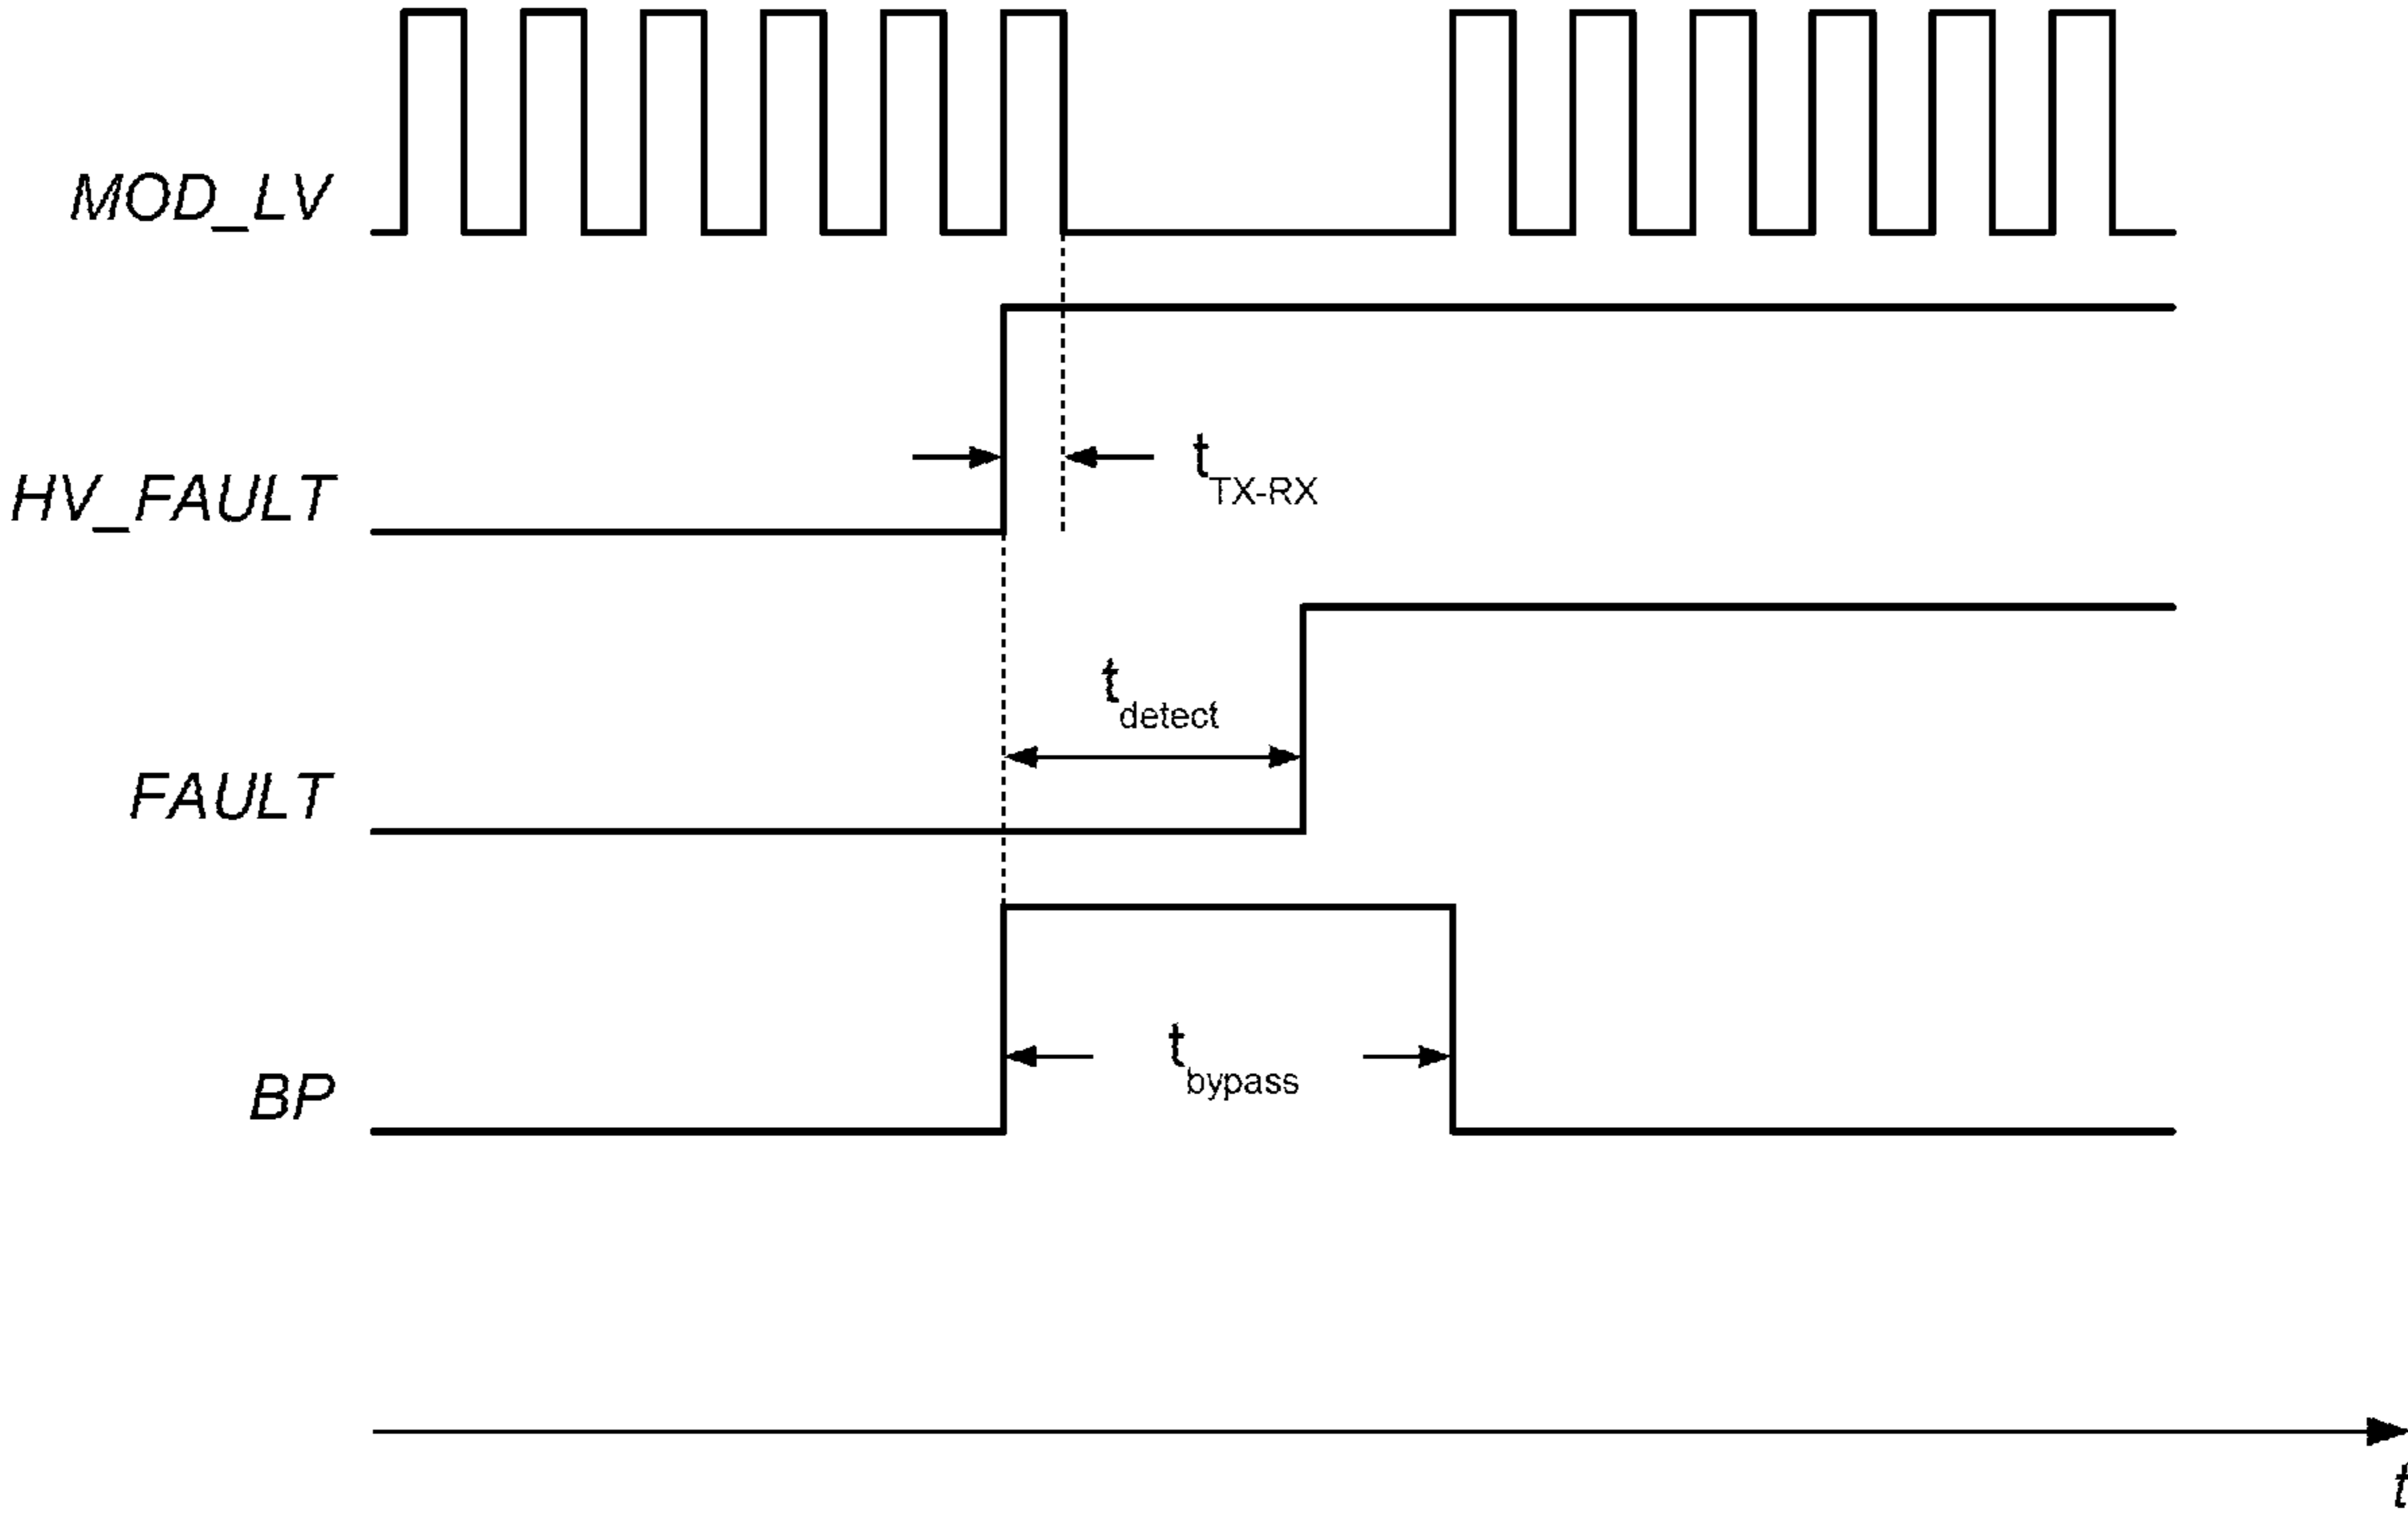 MOD_LV
HV_FAULT
tTX-RX
FAULT
tdetect
BP
tbypass
t